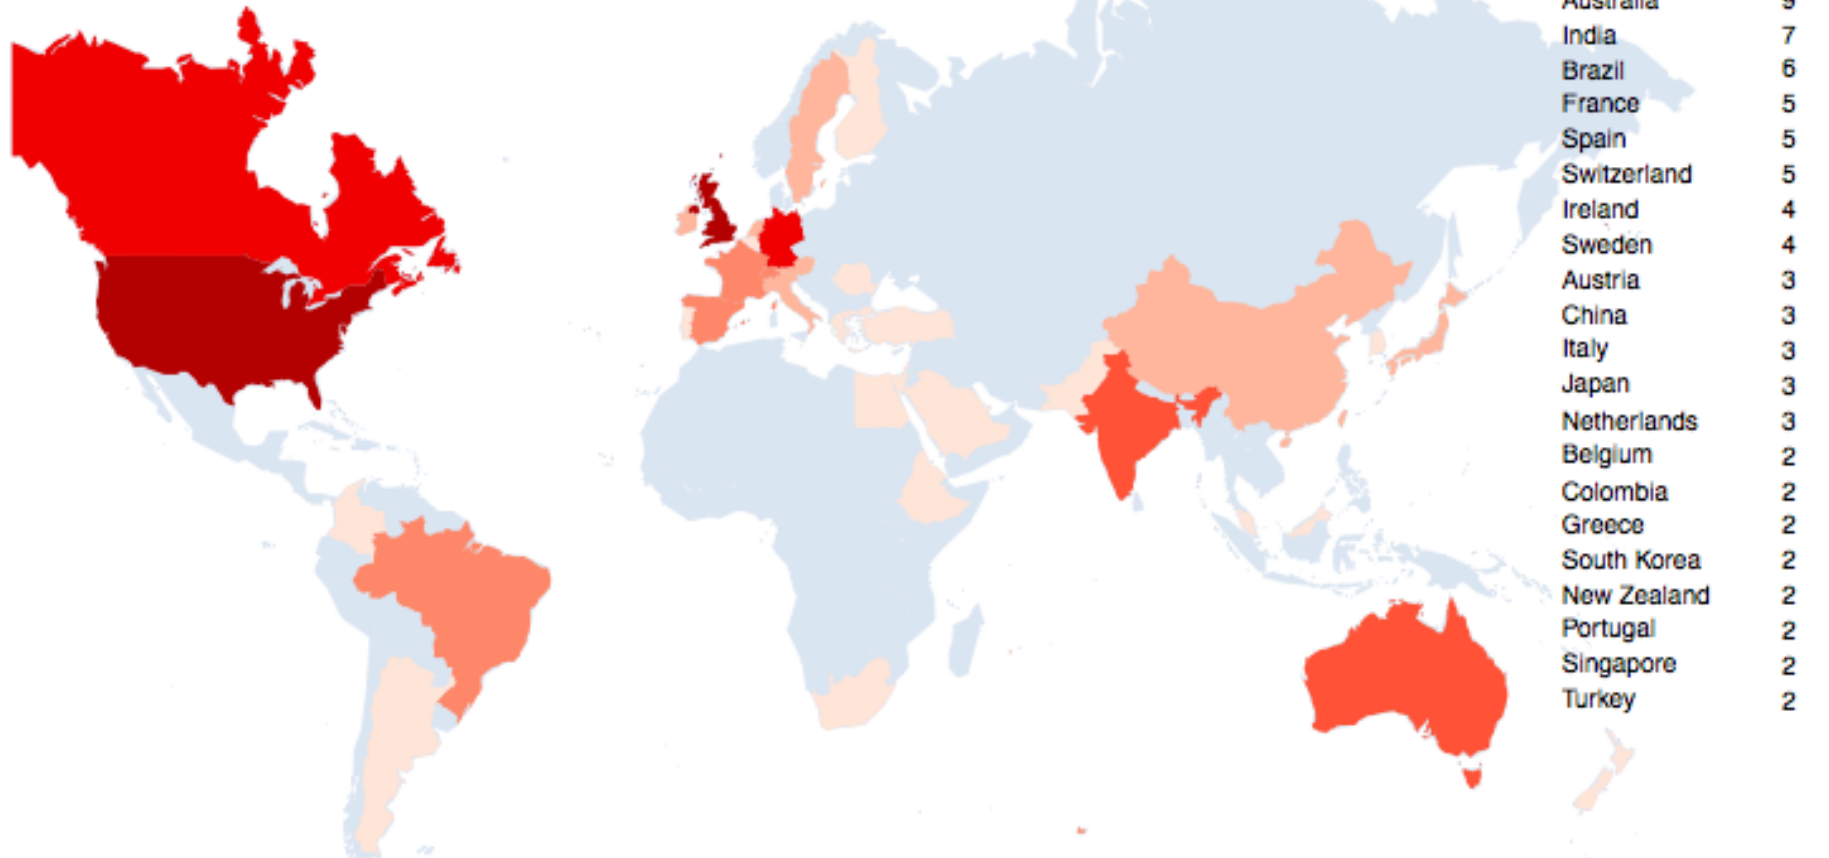 Australia 9
India 7
Brazil 6
France 5
Spain 5
Switzerland 5
Ireland 4
Sweden 4
Austria 3
China 3
Italy 3
Japan 3
Netherlands 3
Belgium 2
Colombia 2
Greece 2
South Korea 2
New Zealand 2
Portugal 2
Singapore 2
Turkey 2